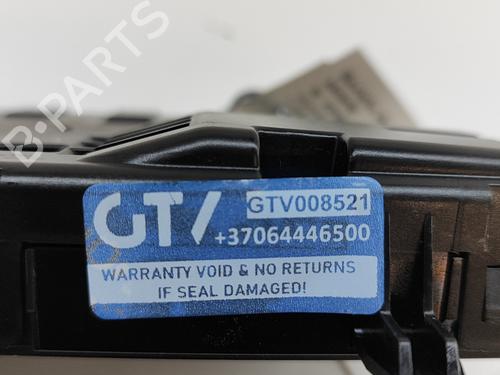 B-PARTS
GTV
GTV008521
+37064446500
WARRANTY VOID & NO RETURNS
IF SEAL DAMAGED!